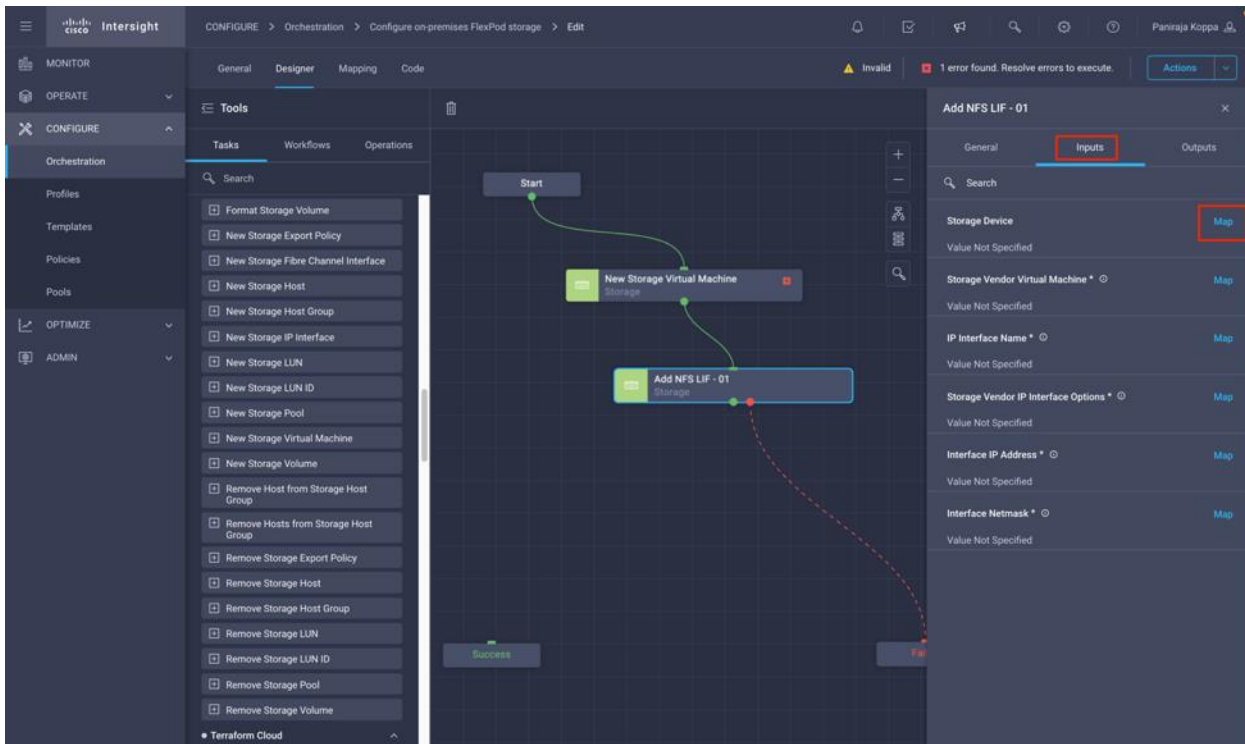 cisco Intersight
CONFIGURE > Orchestration > Configure on-premises FlexPod storage > Edit
Paniraja Koppa
MONITOR
OPERATE
CONFIGURE
Orchestration
Profiles
Templates
Policies
Pools
OPTIMIZE
ADMIN
General Designer Mapping Code
Invalid
1 error found. Resolve errors to execute.
Actions
Tools
Tasks Workflows Operations
Search
Format Storage Volume
New Storage Export Policy
New Storage Fibre Channel Interface
New Storage Host
New Storage Host Group
New Storage IP Interface
New Storage LUN
New Storage LUN ID
New Storage Pool
New Storage Virtual Machine
New Storage Volume
Remove Host from Storage Host
Group
Remove Hosts from Storage Host
Group
Remove Storage Export Policy
Remove Storage Host
Remove Storage Host Group
Remove Storage LUN
Remove Storage LUN ID
Remove Storage Pool
Remove Storage Volume
Terraform Cloud
Start
New Storage Virtual Machine
Storage
Add NFS LIF - 01
Storage
Success
Fai
Add NFS LIF - 01
General Inputs Outputs
Search
Storage Device Map
Value Not Specified
Storage Vendor Virtual Machine * Map
Value Not Specified
IP Interface Name * Map
Value Not Specified
Storage Vendor IP Interface Options * Map
Value Not Specified
Interface IP Address * Map
Value Not Specified
Interface Netmask * Map
Value Not Specified